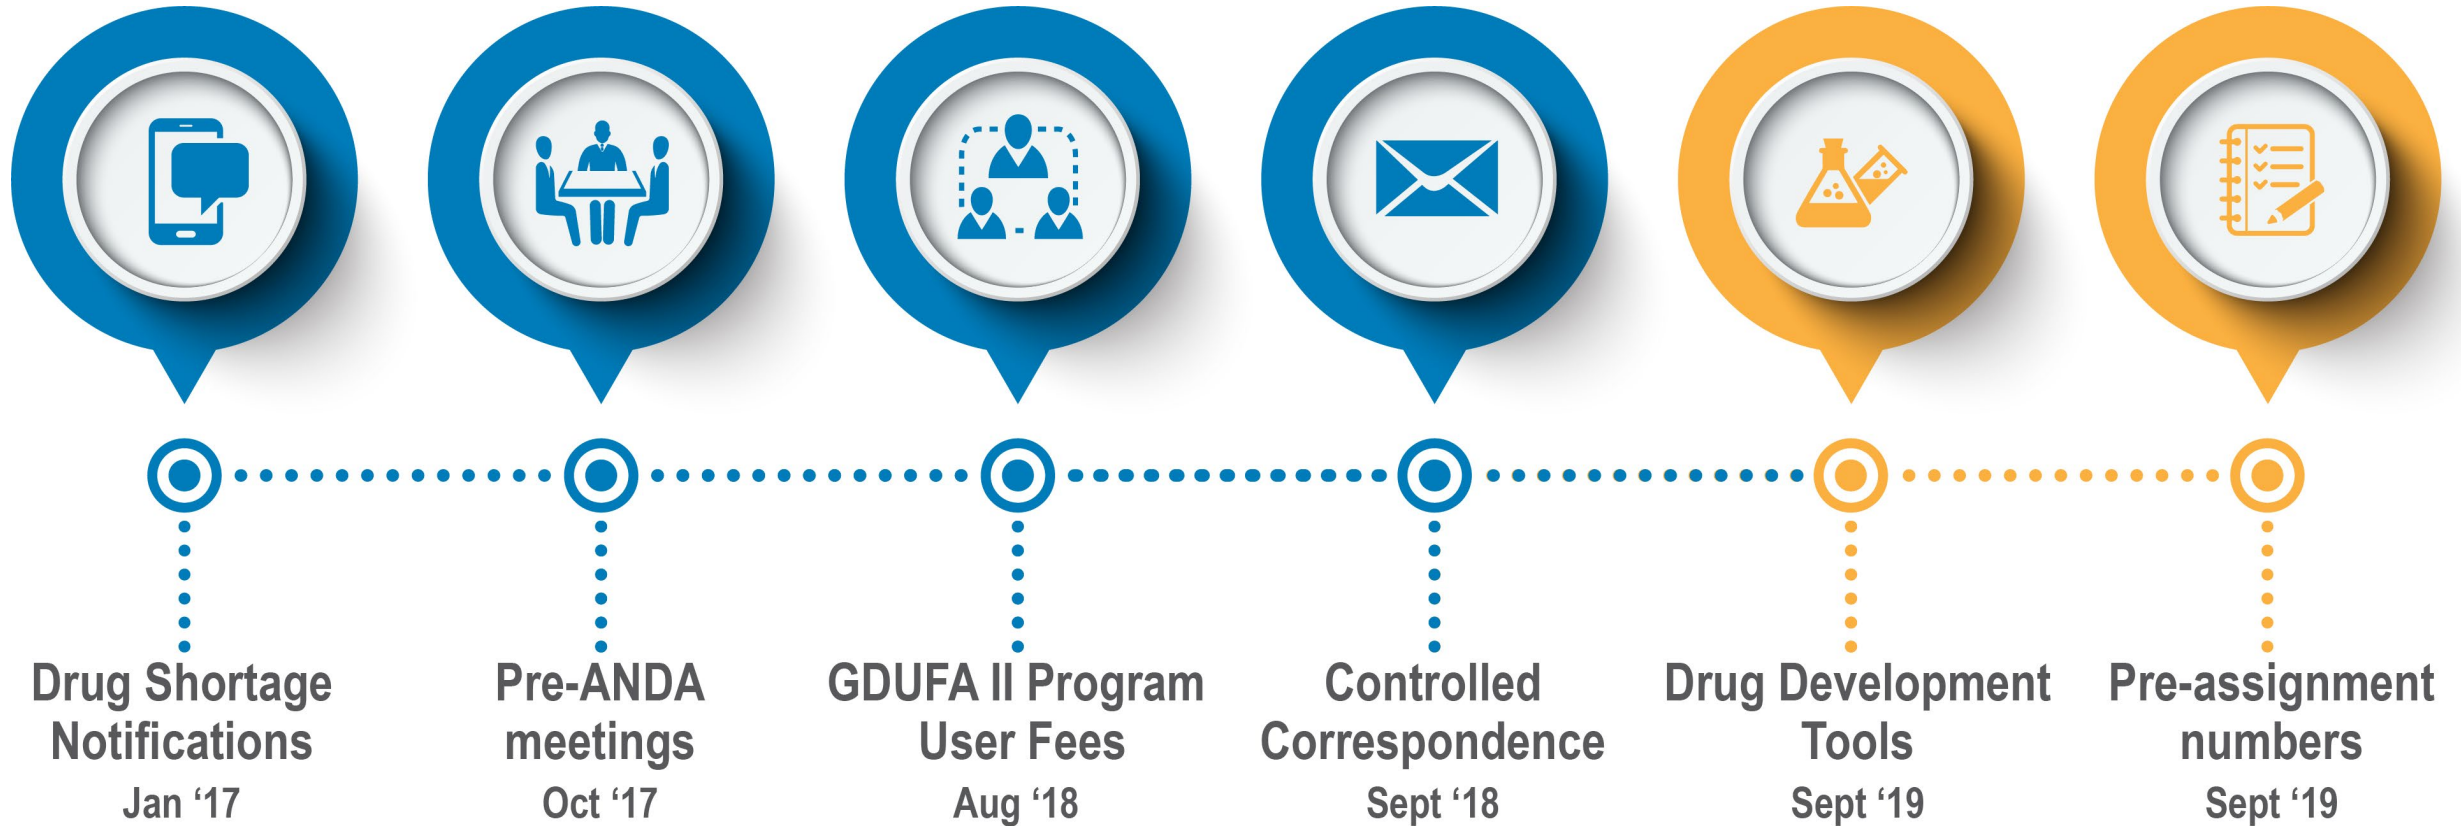 Drug Shortage
Notifications
Jan ‘17
Pre-ANDA
meetings
Oct ‘17
GDUFA II Program
User Fees
Aug ‘18
Controlled
Correspondence
Sept ‘18
Drug Development
Tools
Sept ‘19
Pre-assignment
numbers
Sept ‘19